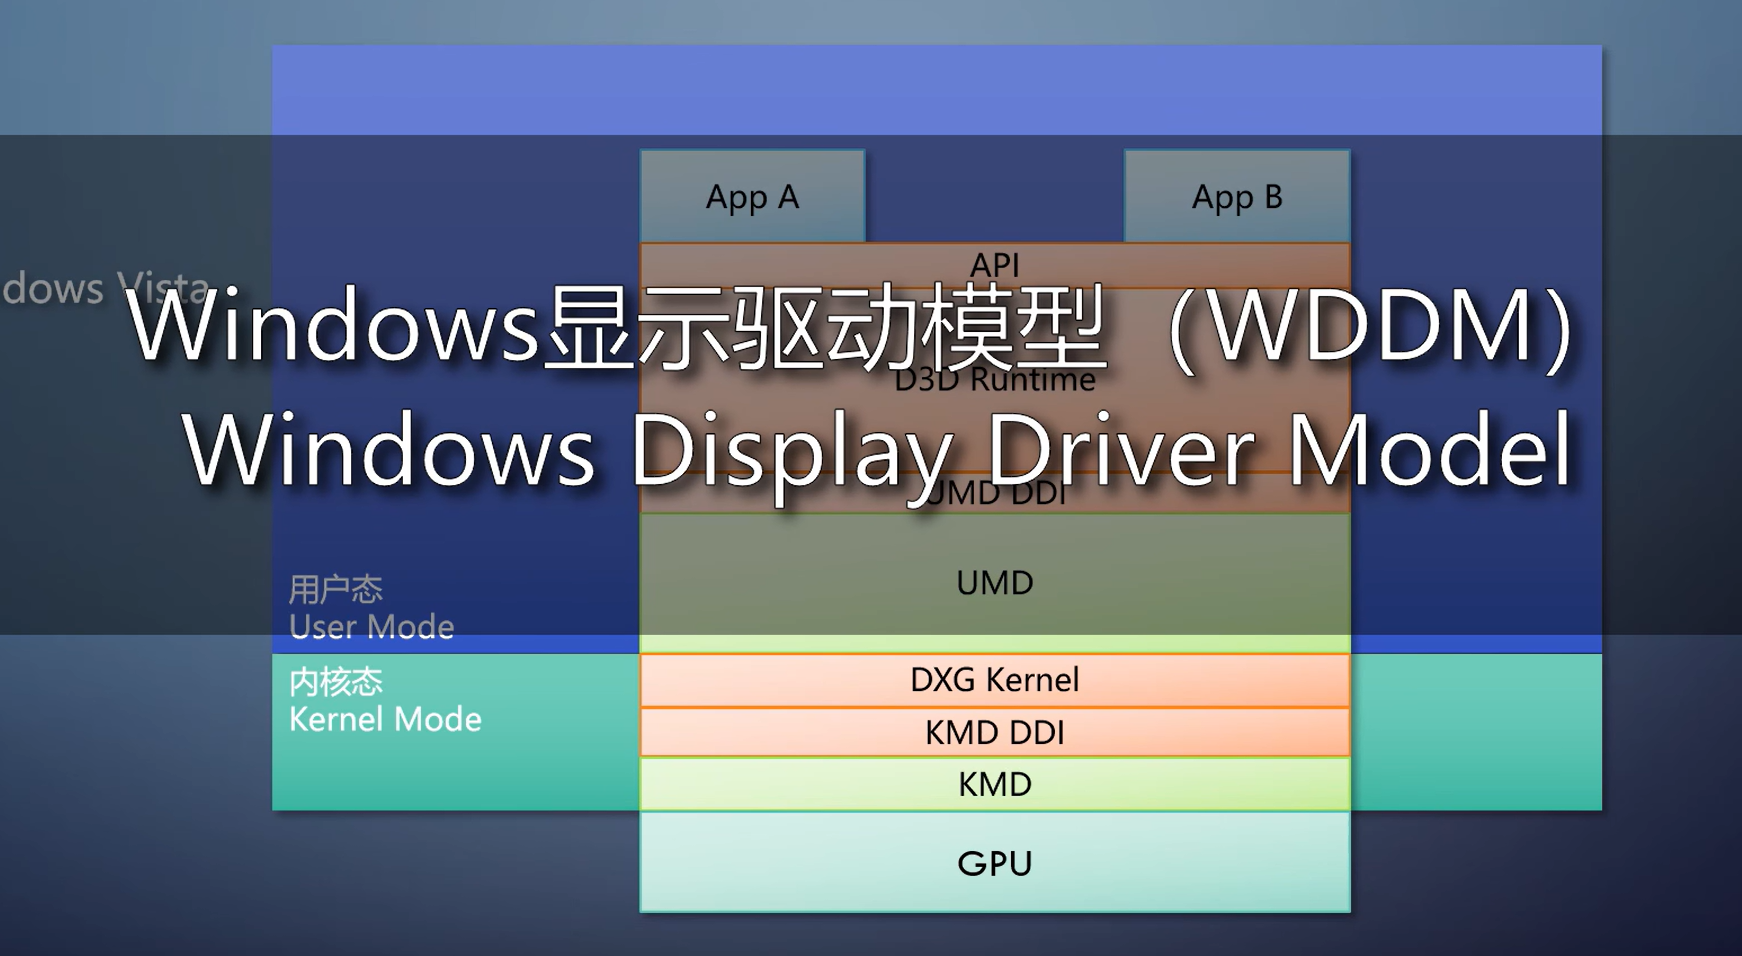 App A
App B
API
dows Vista
Windows显示驱动模型（WDDM）
D3D Runtime
Windows Display Driver Model
UMD DDI
UMD
用户态
User Mode
内核态
Kernel Mode
DXG Kernel
KMD DDI
KMD
GPU